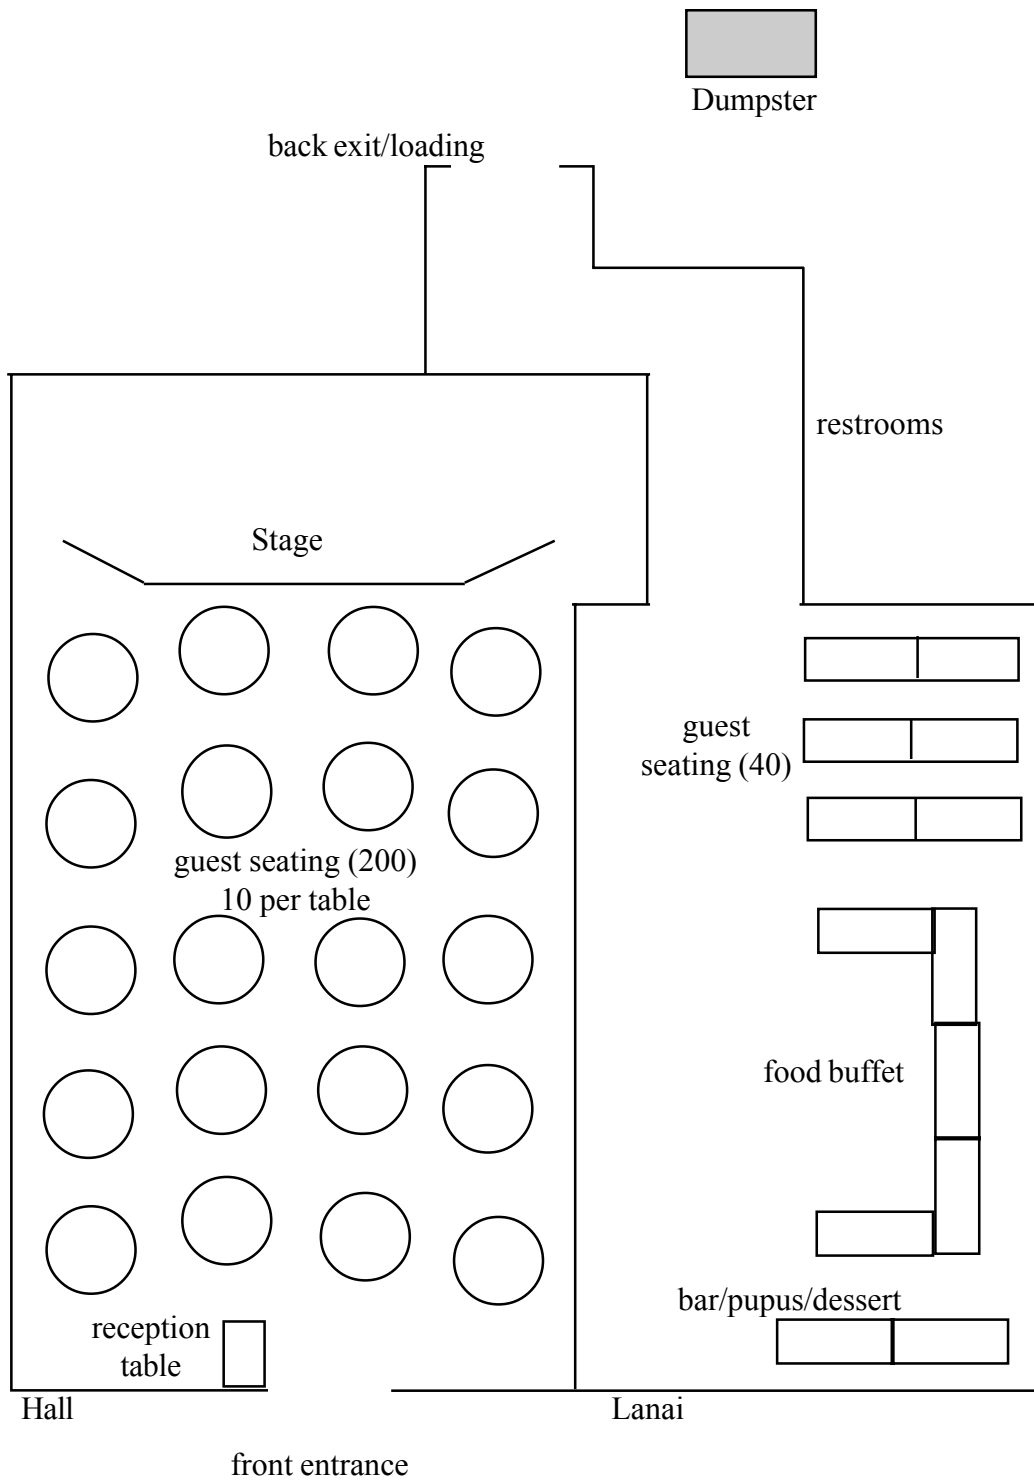 Dumpster
back exit/loading
restrooms
Stage
guest
seating (40)
guest seating (200)
10 per table
food buffet
bar/pupus/dessert
reception
table
Hall
Lanai
front entrance